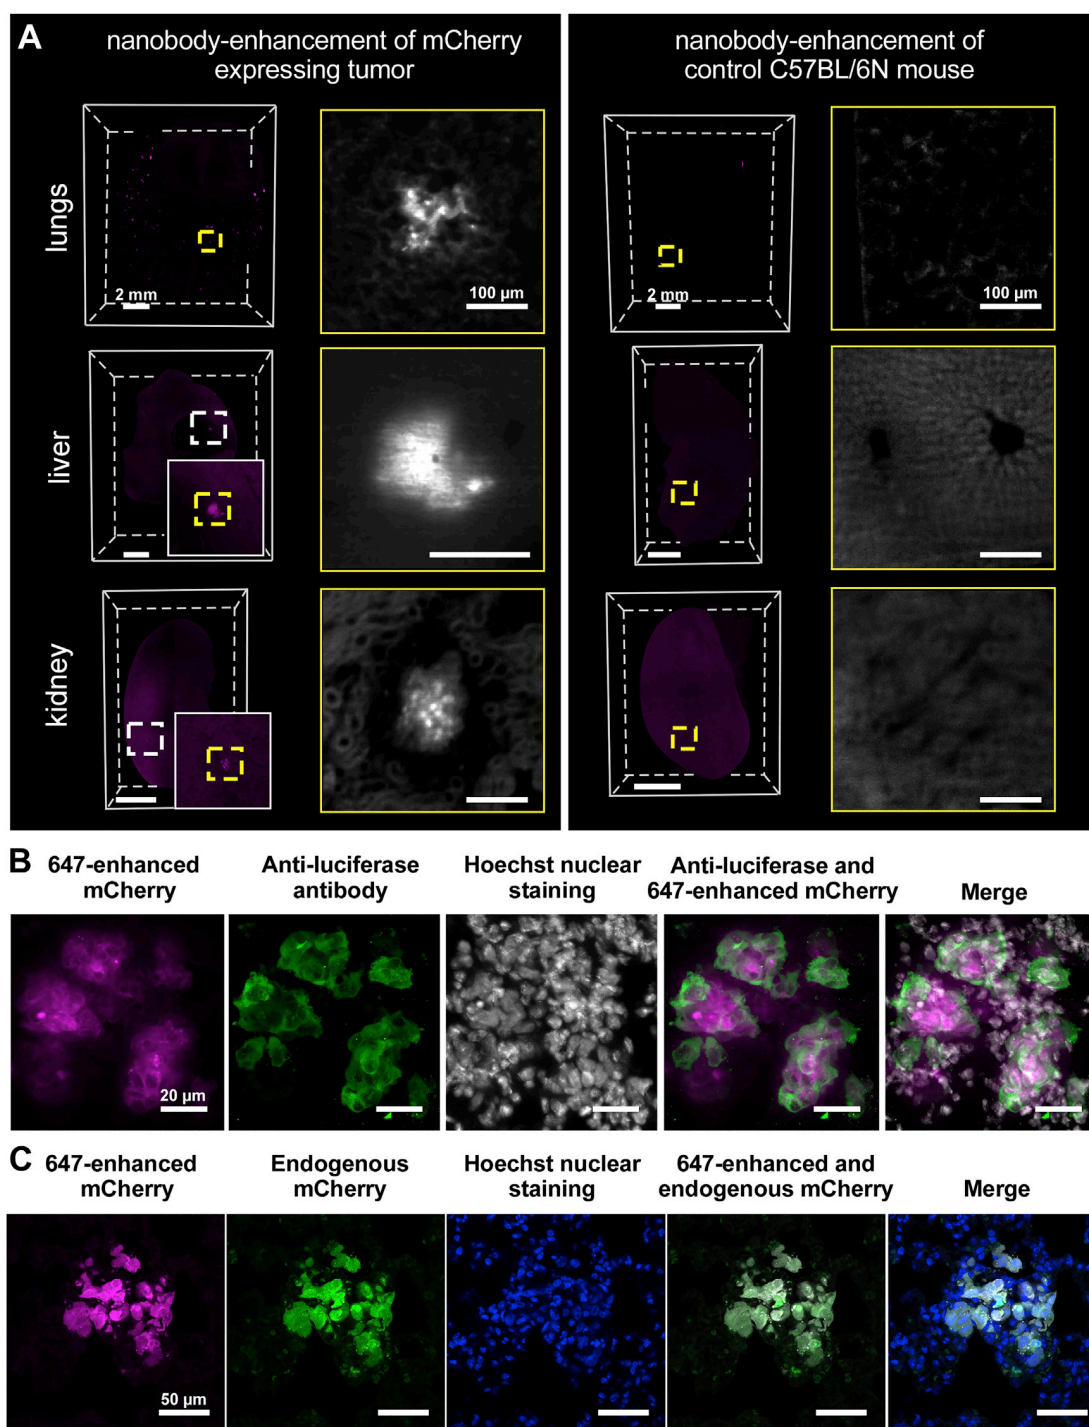 A
nanobody-enhancement of mCherry
expressing tumor
nanobody-enhancement of
control C57BL/6N mouse
lungs
2 mm
100 µm
2 mm
100 µm
liver
kidney
B
647-enhanced
mCherry
Anti-luciferase
antibody
Hoechst nuclear
staining
Anti-luciferase and
647-enhanced mCherry
Merge
20 µm
C
647-enhanced
mCherry
Endogenous
mCherry
Hoechst nuclear
staining
647-enhanced and
endogenous mCherry
Merge
50 µm